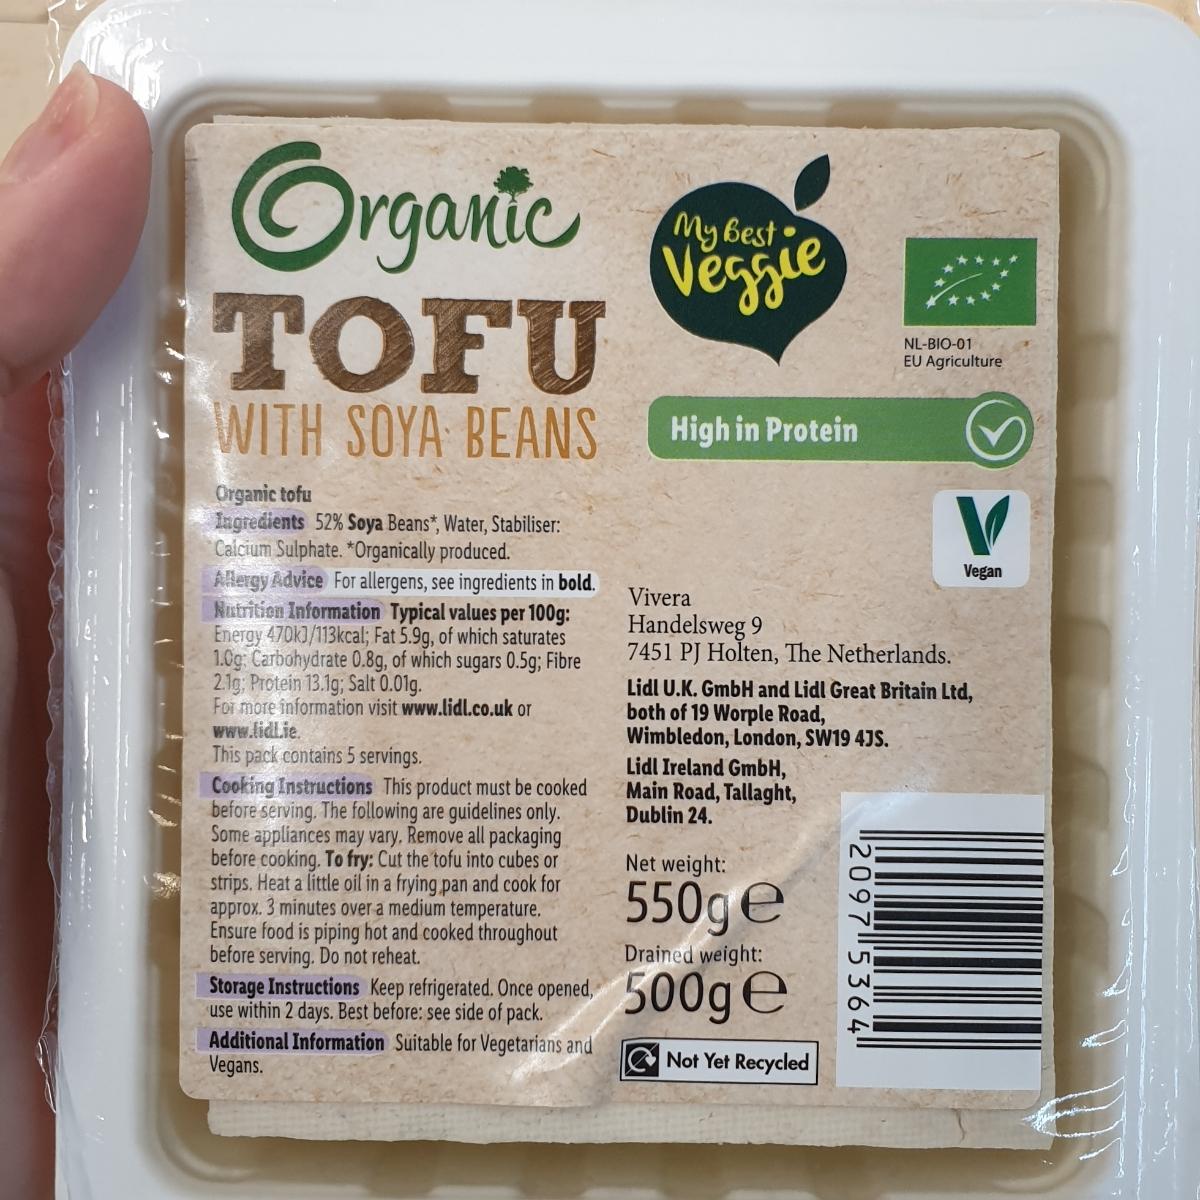 Organic
TOFU
WITH SOYA BEANS
My Best
Veggie
NL-BIO-01
EU Agriculture
High in Protein
Vegan
Organic tofu
Ingredients 52% Soya Beans*, Water, Stabiliser:
Calcium Sulphate. *Organically produced.
Allergy Advice For allergens, see ingredients in bold.
Nutrition Information Typical values per 100g:
Energy 470kJ/113kcal; Fat 5.9g, of which saturates
1.0g; Carbohydrate 0.8g, of which sugars 0.5g; Fibre
2.1g; Protein 13.1g; Salt 0.01g.
For more information visit www.lidl.co.uk or
www.lidl.ie.
This pack contains 5 servings.
Cooking Instructions This product must be cooked
before serving. The following are guidelines only.
Some appliances may vary. Remove all packaging
before cooking. To fry: Cut the tofu into cubes or
strips. Heat a little oil in a frying pan and cook for
approx. 3 minutes over a medium temperature.
Ensure food is piping hot and cooked throughout
before serving. Do not reheat.
Storage Instructions Keep refrigerated. Once opened,
use within 2 days. Best before: see side of pack.
Additional Information Suitable for Vegetarians and
Vegans.
Vivera
Handelsweg 9
7451 PJ Holten, The Netherlands.
Lidl U.K. GmbH and Lidl Great Britain Ltd,
both of 19 Worple Road,
Wimbledon, London, SW19 4JS.
Lidl Ireland GmbH,
Main Road, Tallaght,
Dublin 24.
Net weight:
550g℮
Drained weight:
500g℮
Not Yet Recycled
20975364